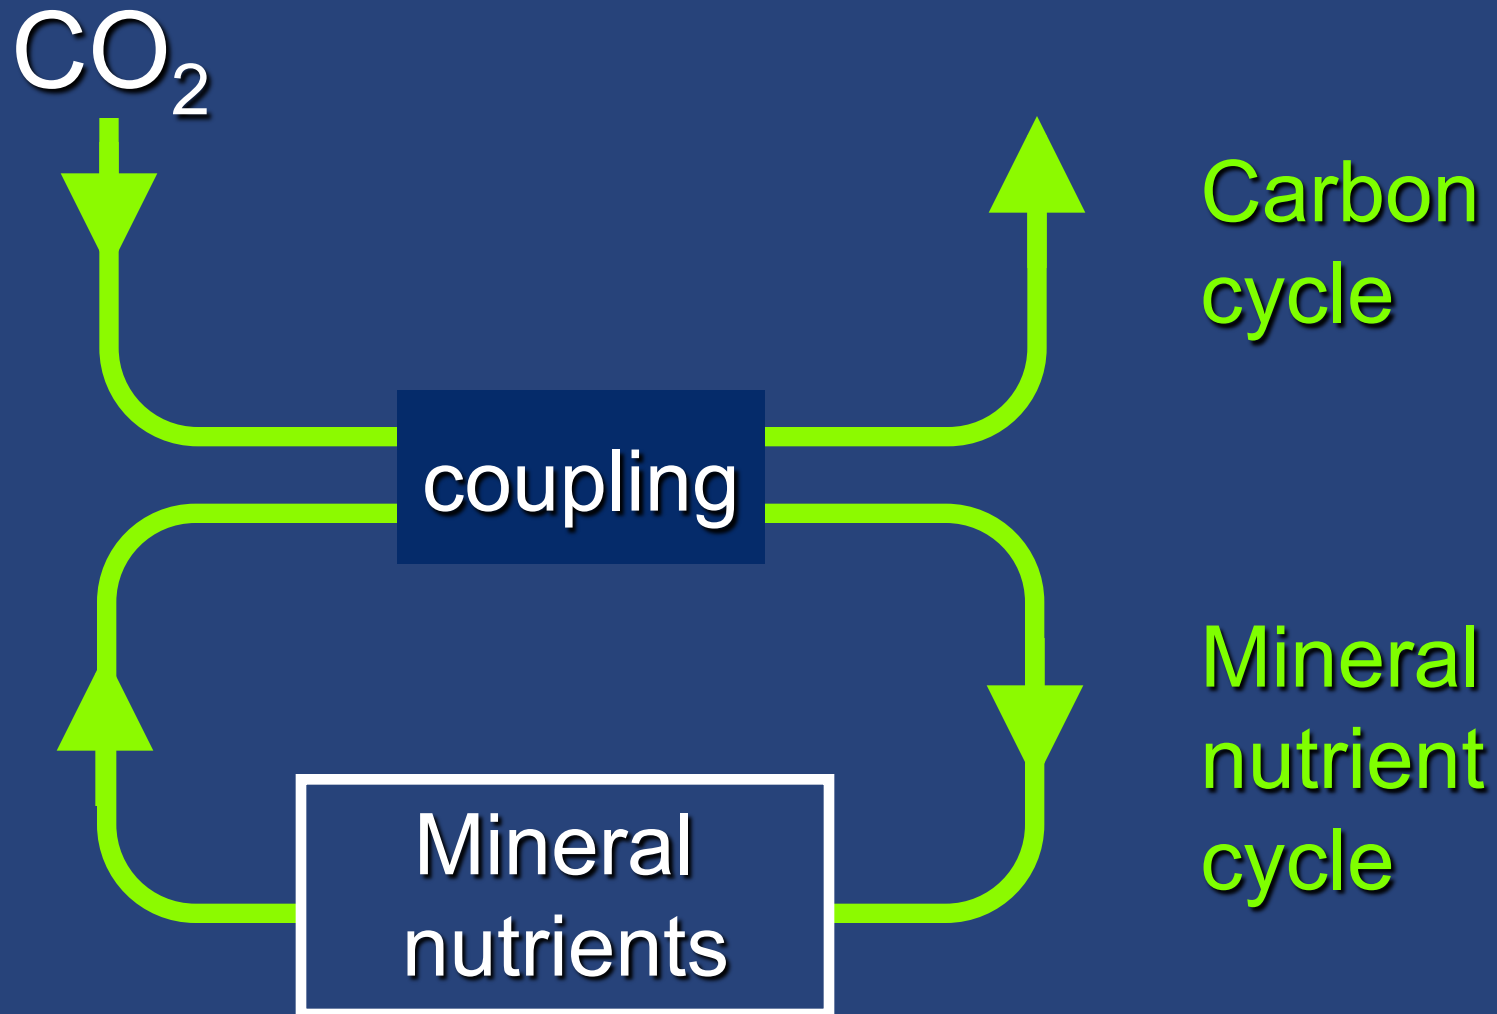 CO₂
Carbon
cycle
coupling
Mineral
nutrient
cycle
Mineral
nutrients